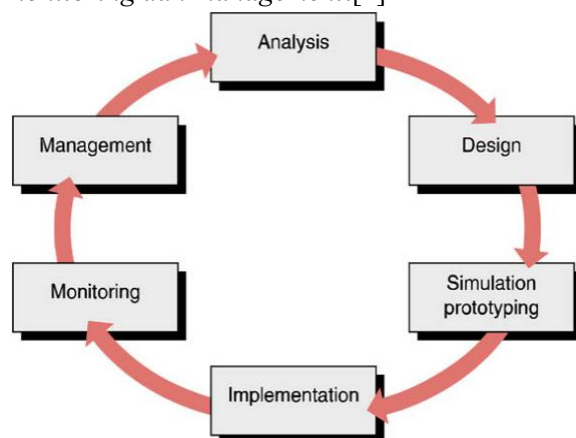 Analysis
Management
Design
Monitoring
Simulation
prototyping
Implementation